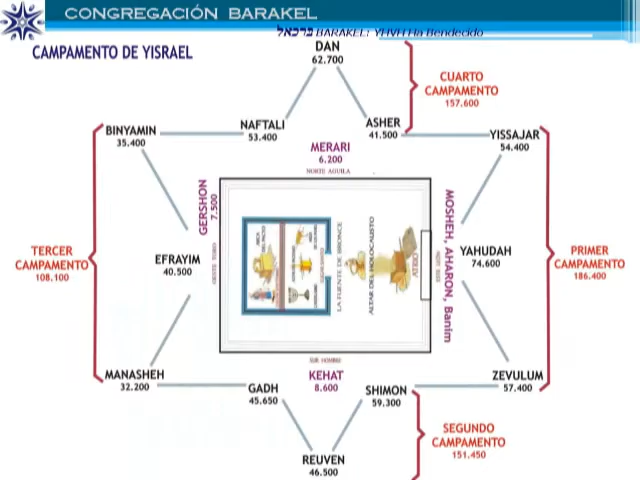 CONGREGACIÓN BARAKEL
ברכאל BARAKEL: YHVH Ha Bendecido
CAMPAMENTO DE YISRAEL
DAN
62.700
CUARTO
CAMPAMENTO
157.600
BINYAMIN
35.400
NAFTALI
53.400
ASHER
41.500
YISSAJAR
54.400
MERARI
6.200
NORTE AGUILA
GERSHON
7.500
OESTE TORO
LA FUENTE DE BRONCE
ALTAR DEL HOLOCAUSTO
ATRIO
MOSHEH, AHARON, Banim
TERCER
CAMPAMENTO
108.100
EFRAYIM
40.500
YAHUDAH
74.600
PRIMER
CAMPAMENTO
186.400
SUR HOMBRE
MANASHEH
32.200
GADH
45.650
KEHAT
8.600
SHIMON
59.300
ZEVULUM
57.400
SEGUNDO
CAMPAMENTO
151.450
REUVEN
46.500